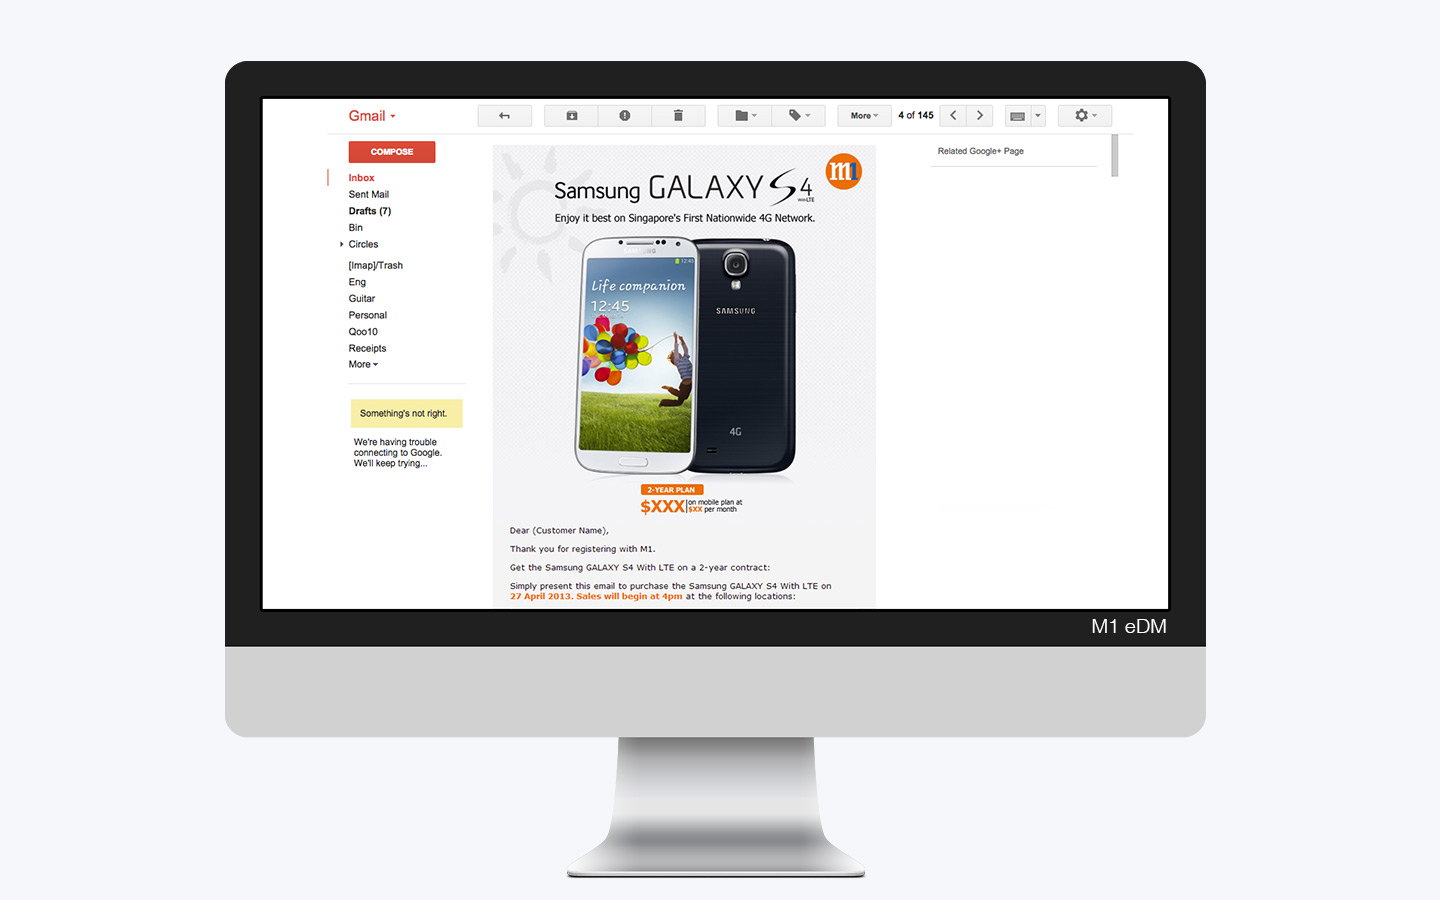 Gmail
More
4 of 145
COMPOSE
Inbox
Sent Mail
Drafts (7)
Bin
Circles
[Imap]/Trash
Eng
Guitar
Personal
Qoo10
Receipts
More
Something's not right.
We're having trouble
connecting to Google.
We'll keep trying...
m1
Samsung GALAXY S4
With LTE
Enjoy it best on Singapore's First Nationwide 4G Network.
SAMSUNG
12:45
Life companion
12:45
SAMSUNG
4G
2-YEAR PLAN
$XXX on mobile plan at
$XX per month
Dear (Customer Name),
Thank you for registering with M1.
Get the Samsung GALAXY S4 With LTE on a 2-year contract:
Simply present this email to purchase the Samsung GALAXY S4 With LTE on
27 April 2013. Sales will begin at 4pm at the following locations:
Related Google+ Page
M1 eDM